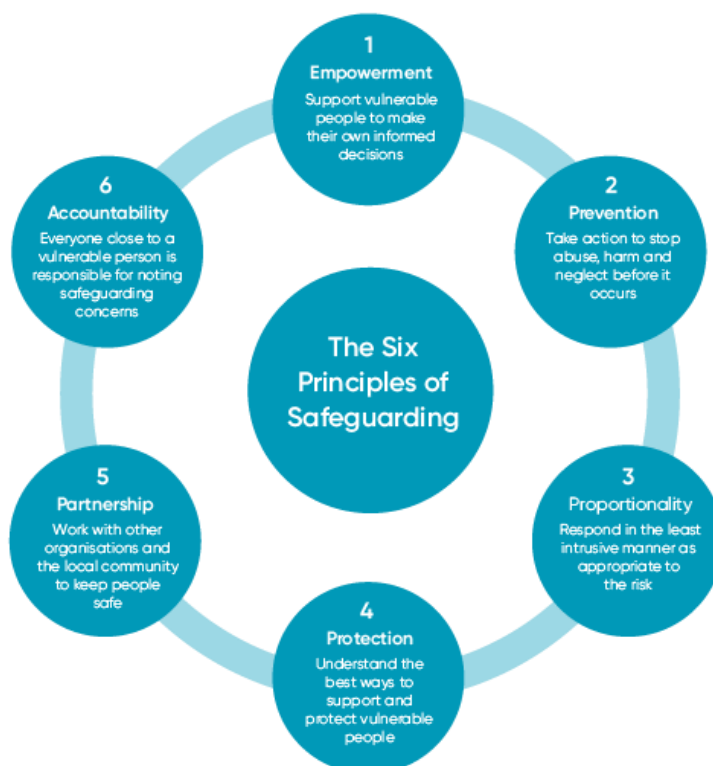 The Six
Principles of
Safeguarding
1
Empowerment
Support vulnerable
people to make
their own informed
decisions
2
Prevention
Take action to stop
abuse, harm and
neglect before it
occurs
3
Proportionality
Respond in the least
intrusive manner as
appropriate to
the risk
4
Protection
Understand the
best ways to
support and
protect vulnerable
people
5
Partnership
Work with other
organisations and
the local community
to keep people
safe
6
Accountability
Everyone close to a
vulnerable person is
responsible for noting
safeguarding
concerns